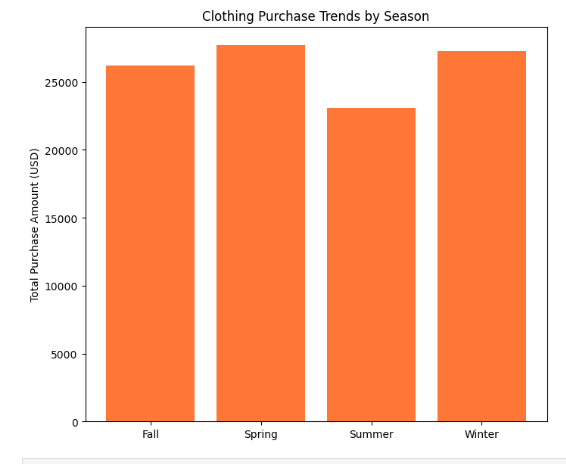 Clothing Purchase Trends by Season
Total Purchase Amount (USD)
25000
20000
15000
10000
5000
0
Fall Spring Summer Winter